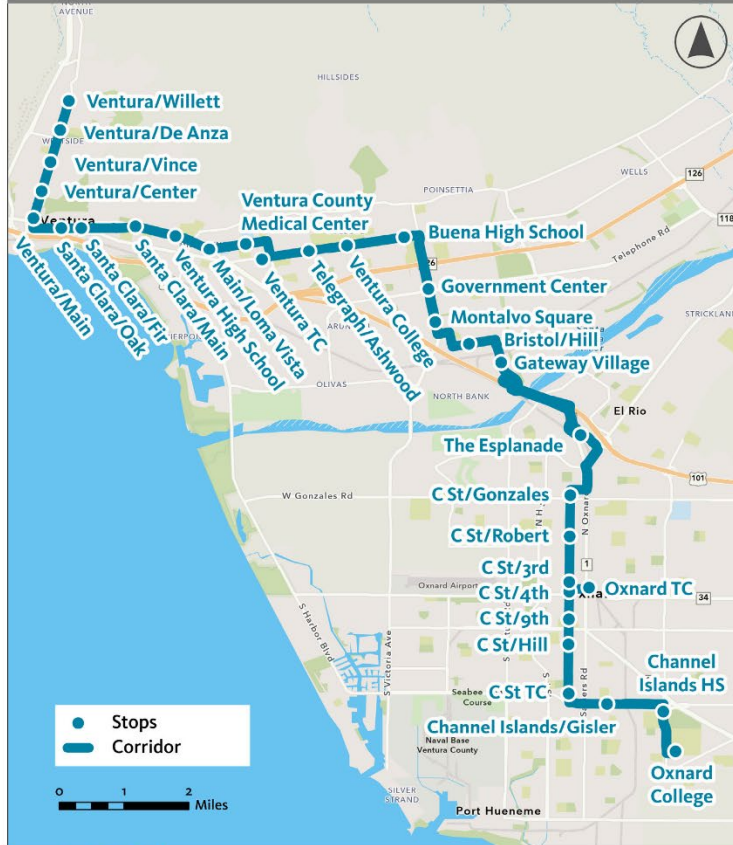 NORTH
AVENUE
HILLSIDES
Ventura/Willett
Ventura/De Anza
WESTSIDE
Ventura/Vince
Ventura/Center
Ventura
Ventura/Main
Santa Clara/Oak
Santa Clara/Fir
Santa Clara/Main
Ventura High School
Main/Loma Vista
Ventura County
Medical Center
Ventura TC
Telegraph/Ashwood
Ventura College
Buena High School
Government Center
Montalvo Square
Bristol/Hill
Gateway Village
POINSETTIA
WELLS
126
118
Telephone Rd
126
STRICKLAND
OLIVAS
NORTH BANK
El Rio
The Esplanade
101
W Gonzales Rd
C St/Gonzales
N Oxnard
C St/Robert
1
C St/3rd
Oxnard Airport
C St/4th
Oxnard TC
34
C St/9th
C St/Hill
S Harbor Blvd
S Victoria Ave
Channel
Islands HS
Seabee
Course
C St TC
Channel Islands/Gisler
Naval Base
Ventura County
Oxnard
College
SILVER
STRAND
Port Hueneme
Stops
Corridor
0 1 2
Miles